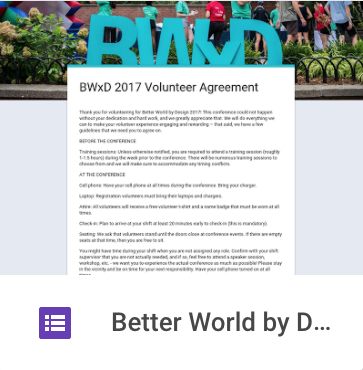 BWxD
BWxD 2017 Volunteer Agreement
Thank you for volunteering for Better World by Design 2017! This conference could not happen
without your dedication and hard work, and we greatly appreciate that. We will do everything we
can to make your volunteer experience engaging and rewarding — that said, we have a few
guidelines that we need you to agree on.
BEFORE THE CONFERENCE
Training sessions: Unless otherwise notified, you are required to attend a training session (roughly
1-1.5 hours) during the week prior to the conference. There will be numerous training sessions to
choose from and we will make sure to accommodate any timing conflicts.
AT THE CONFERENCE
Cell phone: Have your cell phone at all times during the conference. Bring your charger.
Laptop: Registration volunteers must bring their laptops and chargers.
Attire: All volunteers will receive a free volunteer t-shirt and a name badge that must be worn at all
times.
Check-in: Plan to arrive at your shift at least 20 minutes early to check-in (this is mandatory).
Seating: We ask that volunteers stand until the doors close at conference events. If there are empty
seats at that time, then you are free to sit.
You might have time during your shift when you are not assigned any role. Confirm with your shift
supervisor that you are not actually needed, and if so, feel free to attend a speaker session,
workshop, etc. - we want you to experience the actual conference as much as possible! Please stay
in the vicinity and be on time for your next responsibility. Have your cell phone turned on at all
Better World by D...